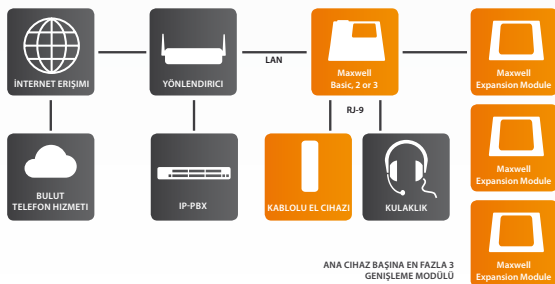 İNTERNET ERIŞIMI
YÖNLENDIRICI
LAN
Maxwell
Basic, 2 or 3
Maxwell
Expansion Module
RJ-9
BULUT
TELEFON HIZMETI
IP-PBX
KABLOLU EL CIHAZI
KULAKLIK
Maxwell
Expansion Module
ANA CIHAZ BAŞINA EN FAZLA 3
GENIŞLEME MODÜLÜ
Maxwell
Expansion Module